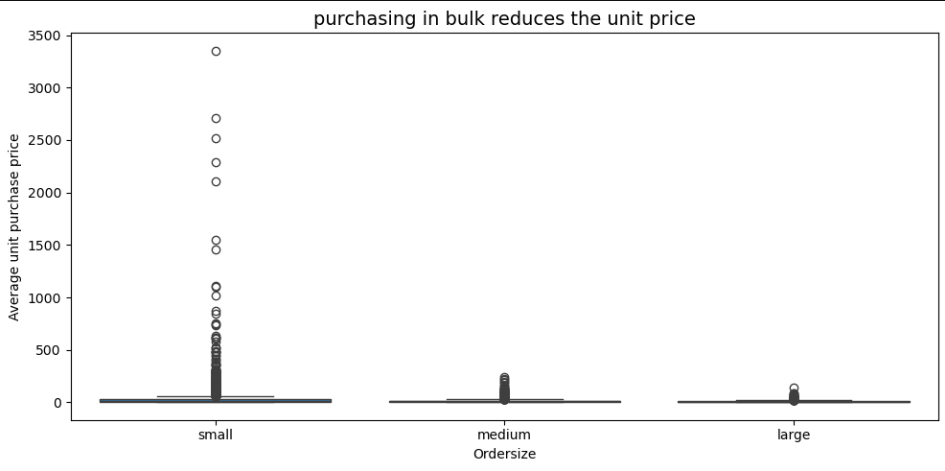 purchasing in bulk reduces the unit price
3500
3000
2500
2000
1500
1000
500
0
Average unit purchase price
small medium large
Ordersize